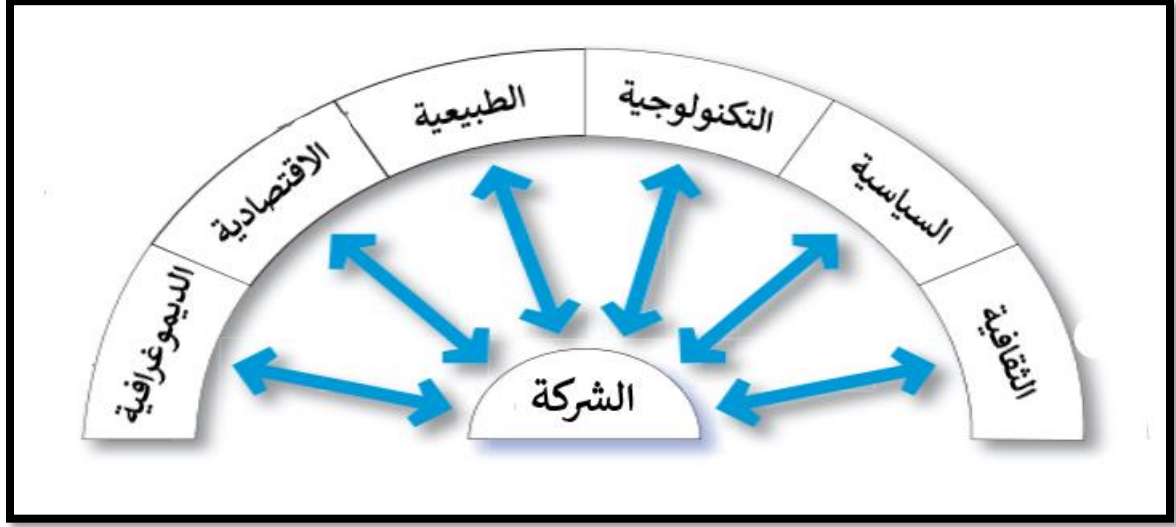 الثقافية
السياسية
التكنولوجية
الطبيعية
الاقتصادية
الديموغرافية
الشركة